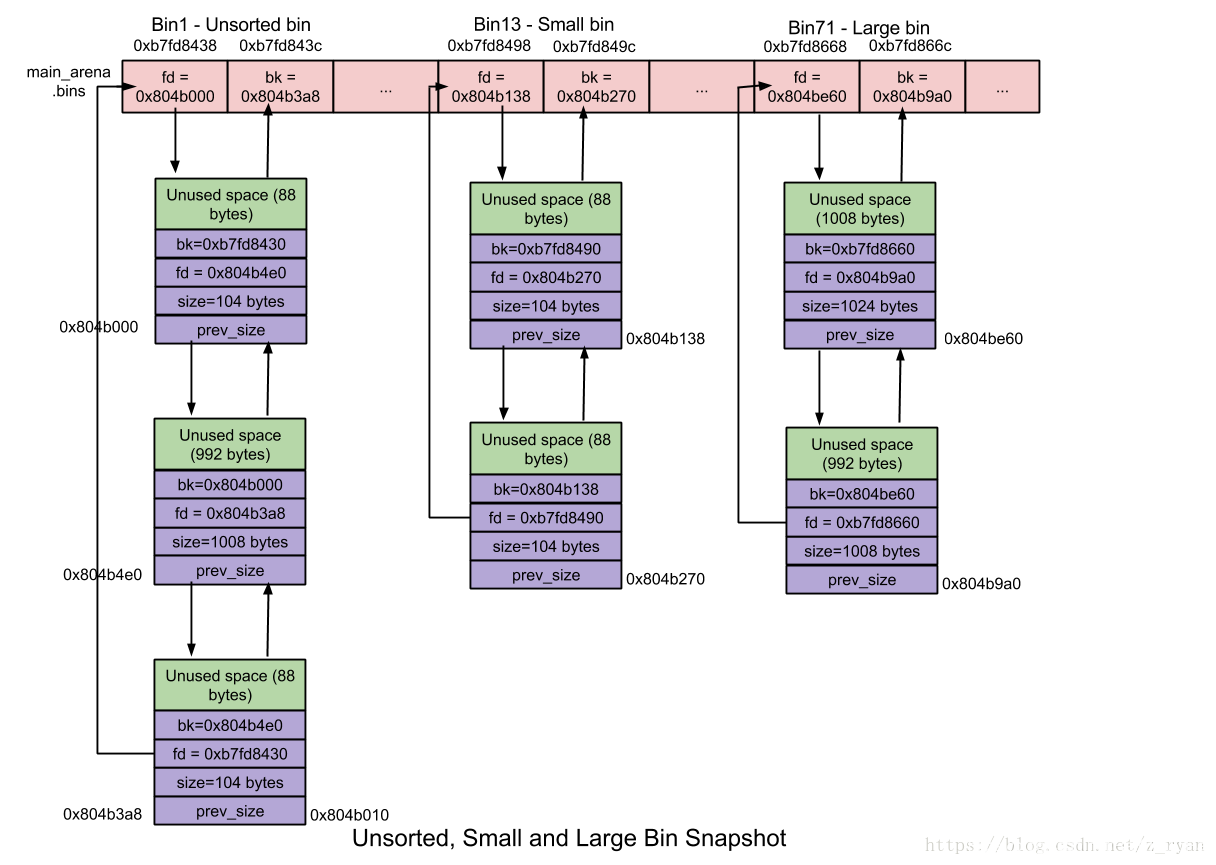 Bin1 - Unsorted bin
0xb7fd8438
0xb7fd843c
Bin13 - Small bin
0xb7fd8498
0xb7fd849c
Bin71 - Large bin
0xb7fd8668
0xb7fd866c
main_arena
.bins
fd =
0x804b000
bk =
0x804b3a8
...
fd =
0x804b138
bk =
0x804b270
...
fd =
0x804be60
bk =
0x804b9a0
...
Unused space (88
bytes)
bk=0xb7fd8430
fd = 0x804b4e0
size=104 bytes
prev_size
0x804b000
Unused space
(992 bytes)
bk=0x804b000
fd = 0x804b3a8
size=1008 bytes
prev_size
0x804b4e0
Unused space (88
bytes)
bk=0x804b4e0
fd = 0xb7fd8430
size=104 bytes
prev_size
0x804b3a8
0x804b010
Unused space (88
bytes)
bk=0xb7fd8490
fd = 0x804b270
size=104 bytes
prev_size
0x804b138
Unused space (88
bytes)
bk=0x804b138
fd = 0xb7fd8490
size=104 bytes
prev_size
0x804b270
Unused space
(1008 bytes)
bk=0xb7fd8660
fd = 0x804b9a0
size=1024 bytes
prev_size
0x804be60
Unused space
(992 bytes)
bk=0x804be60
fd = 0xb7fd8660
size=1008 bytes
prev_size
0x804b9a0
Unsorted, Small and Large Bin Snapshot
https://blog.csdn.net/z_ryan